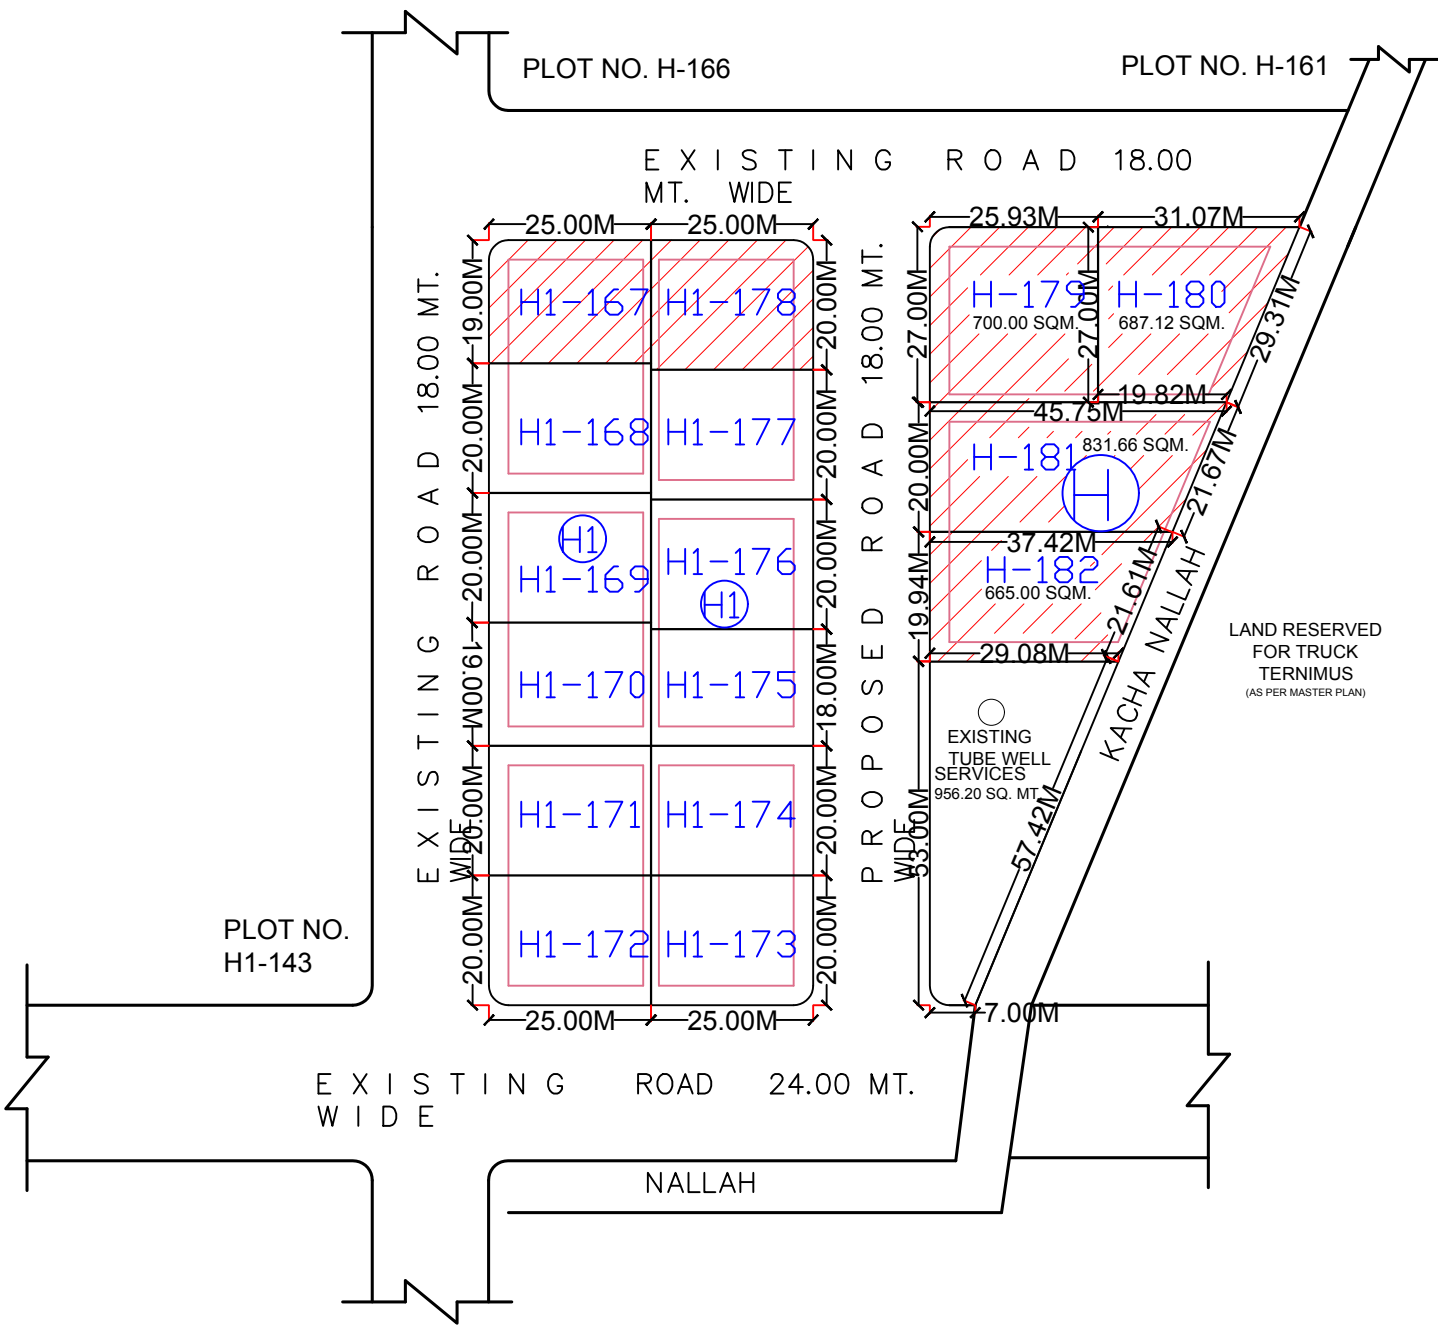 PLOT NO. H-166
PLOT NO. H-161
EXISTING ROAD 18.00
MT. WIDE
25.00M
25.00M
25.93M
31.07M
19.00M
H1-167
H1-178
20.00M
27.00M
H-179
700.00 SQM.
27.00M
H-180
687.12 SQM.
29.31M
19.82M
45.75M
20.00M
H1-168
H1-177
20.00M
20.00M
H-181
831.66 SQM.
H
21.67M
37.42M
20.00M
H1
H1-169
H1-176
H1
20.00M
19.94M
H-182
665.00 SQM.
21.61M
29.08M
19.00M
H1-170
H1-175
18.00M
EXISTING ROAD 18.00 MT.
WIDE
PROPOSED ROAD 18.00 MT.
WIDE
KACHA NALLAH
LAND RESERVED
FOR TRUCK
TERNIMUS
(AS PER MASTER PLAN)
EXISTING
TUBE WELL
SERVICES
956.20 SQ. MT.
53.00M
57.42M
20.00M
H1-171
H1-174
20.00M
20.00M
H1-172
H1-173
20.00M
PLOT NO.
H1-143
25.00M
25.00M
7.00M
EXISTING ROAD 24.00 MT.
WIDE
NALLAH